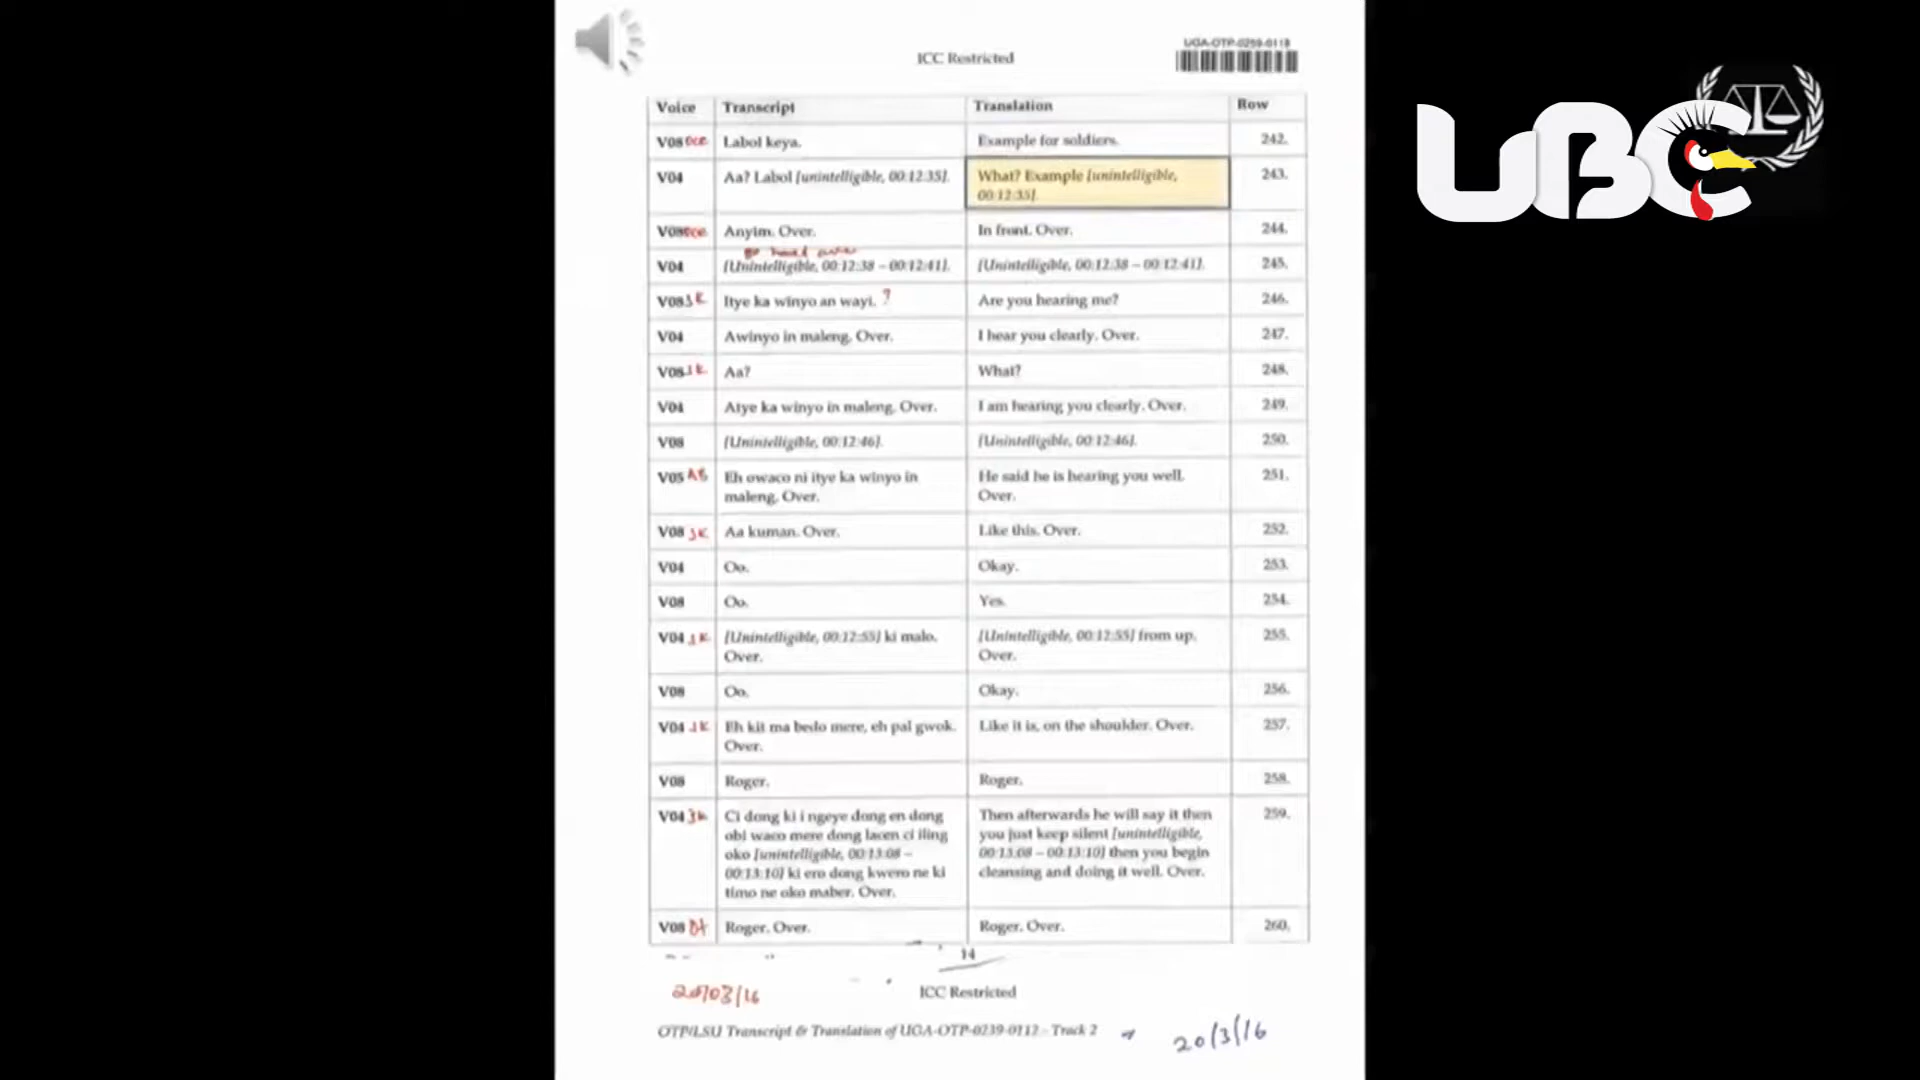 UGA-OTP-0259-0118
ICC Restricted
UBC
Voice Transcript Translation Row
V08 Labol keya. Example for soldiers. 242.
V04 Aa? Labol [unintelligible, 00:12:35]. What? Example [unintelligible, 243.
00:12:35].
V08 Anyim. Over. In front. Over. 244.
V04 [Unintelligible, 00:12:38 – 00:12:41]. [Unintelligible, 00:12:38 – 00:12:41]. 245.
V08 JK Itye ka winyo an wayi. ? Are you hearing me? 246.
V04 Awinyo in maleng. Over. I hear you clearly. Over. 247.
V08 JK Aa? What? 248.
V04 Atye ka winyo in maleng. Over. I am hearing you clearly. Over. 249.
V08 [Unintelligible, 00:12:46]. [Unintelligible, 00:12:46]. 250.
V05 AB Eh owaco ni itye ka winyo in He said he is hearing you well. 251.
maleng. Over. Over.
V08 JK Aa kuman. Over. Like this. Over. 252.
V04 Oo. Okay. 253.
V08 Oo. Yes. 254.
V04 JK [Unintelligible, 00:12:55] ki malo. [Unintelligible, 00:12:55] from up. 255.
Over. Over.
V08 Oo. Okay. 256.
V04 JK Eh kit ma bedo mere, eh pal gwok. Like it is, on the shoulder. Over. 257.
Over.
V08 Roger. Roger. 258.
V04 JK Ci dong ki i ngeye dong en dong Then afterwards he will say it then 259.
obi waco mere dong lacen ci iling you just keep silent [unintelligible,
oko [unintelligible, 00:13:08 – 00:13:08 – 00:13:10] then you begin
00:13:10] ki ero dong kwero ne ki cleansing and doing it well. Over.
timo ne oko maber. Over.
V08 Roger. Over. Roger. Over. 260.
14
ICC Restricted
OTP/LSU Transcript & Translation of UGA-OTP-0239-0112 - Track 2
20/3/16